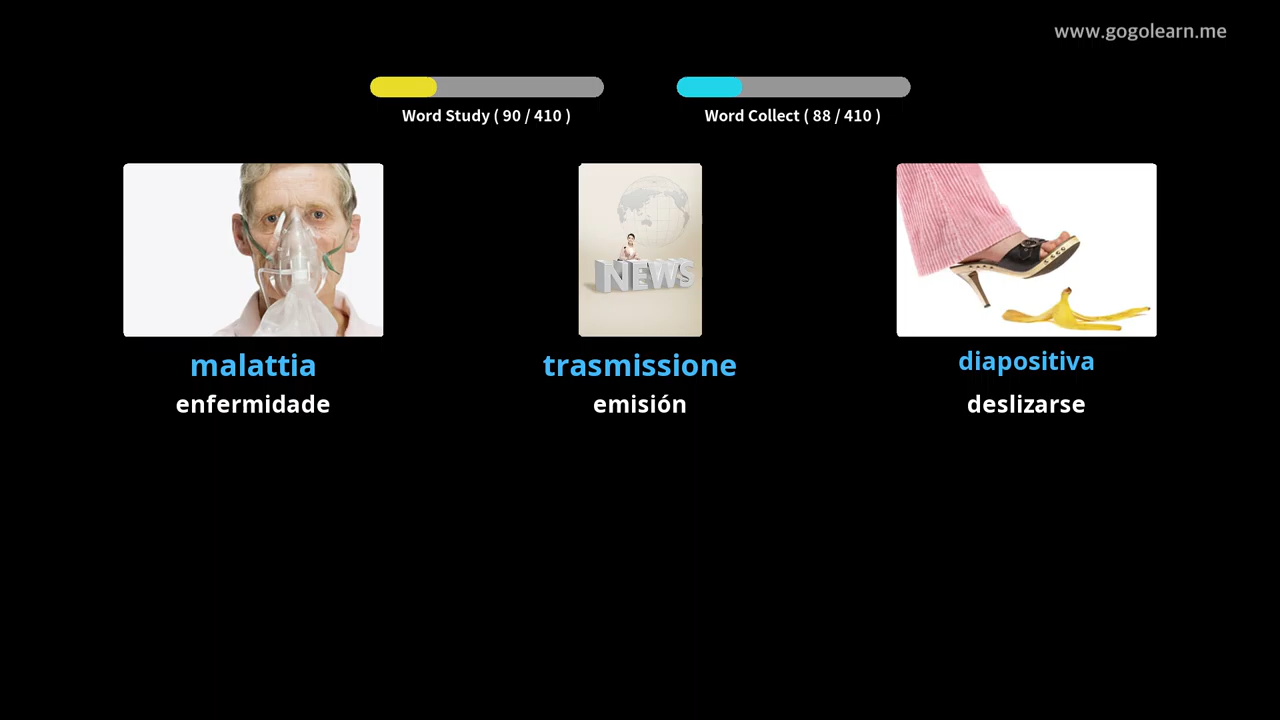 www.gogolearn.me
Word Study ( 90 / 410 )
Word Collect ( 88 / 410 )
NEWS
malattia
trasmissione
diapositiva
enfermidade
emisión
deslizarse